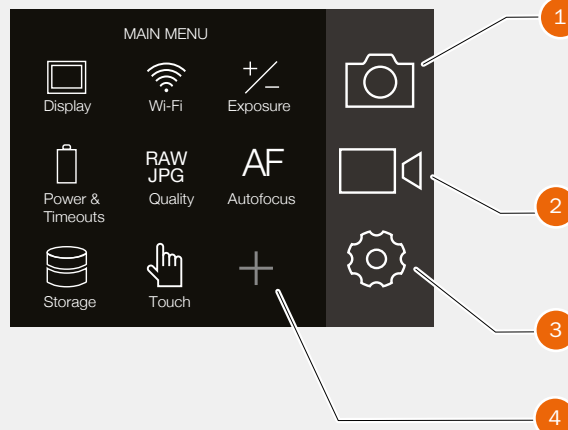 MAIN MENU
Display
Wi-Fi
Exposure
RAW
JPG
AF
Power &
Timeouts
Quality
Autofocus
Storage
Touch
1
2
3
4